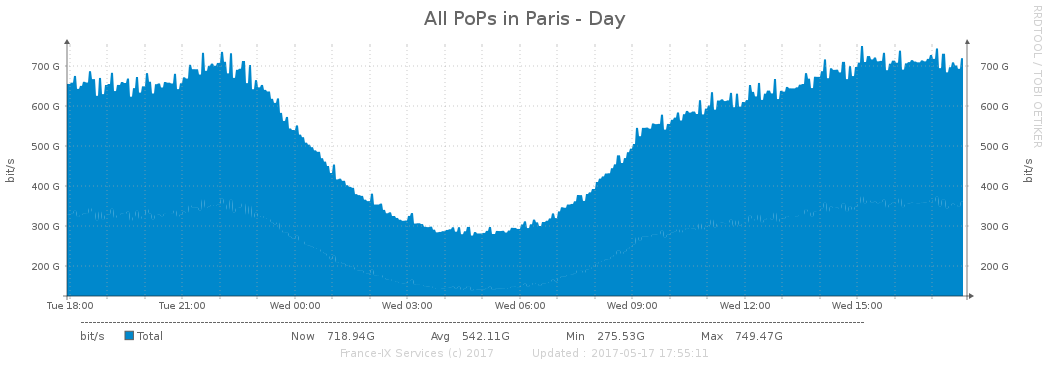 All PoPs in Paris - Day
RRDTOOL / TOBI OETIKER
bit/s
bit/s
700 G 700 G
600 G 600 G
500 G 500 G
400 G 400 G
300 G 300 G
200 G 200 G
Tue 18:00 Tue 21:00 Wed 00:00 Wed 03:00 Wed 06:00 Wed 09:00 Wed 12:00 Wed 15:00
bit/s Total Now 718.94G Avg 542.11G Min 275.53G Max 749.47G
France-IX Services (c) 2017 Updated : 2017-05-17 17:55:11